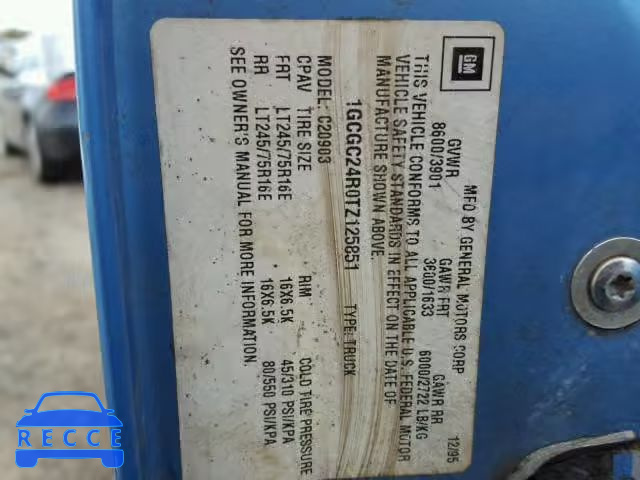 GM
MFD BY GENERAL MOTORS CORP 12/95
GVWR GAWR FRT GAWR RR
8600/3901 3600/1633 6000/2722 LB/KG
THIS VEHICLE CONFORMS TO ALL APPLICABLE U.S. FEDERAL MOTOR
VEHICLE SAFETY STANDARDS IN EFFECT ON THE DATE OF
MANUFACTURE SHOWN ABOVE.
1GCGC24R0TZ125851 TYPE: TRUCK
MODEL: C20903
CPAV TIRE SIZE RIM COLD TIRE PRESSURE
FRT LT245/75R16E 16X6.5K 45/310 PSI/KPA
RR LT245/75R16E 16X6.5K 80/550 PSI/KPA
SEE OWNER'S MANUAL FOR MORE INFORMATION
RECCE